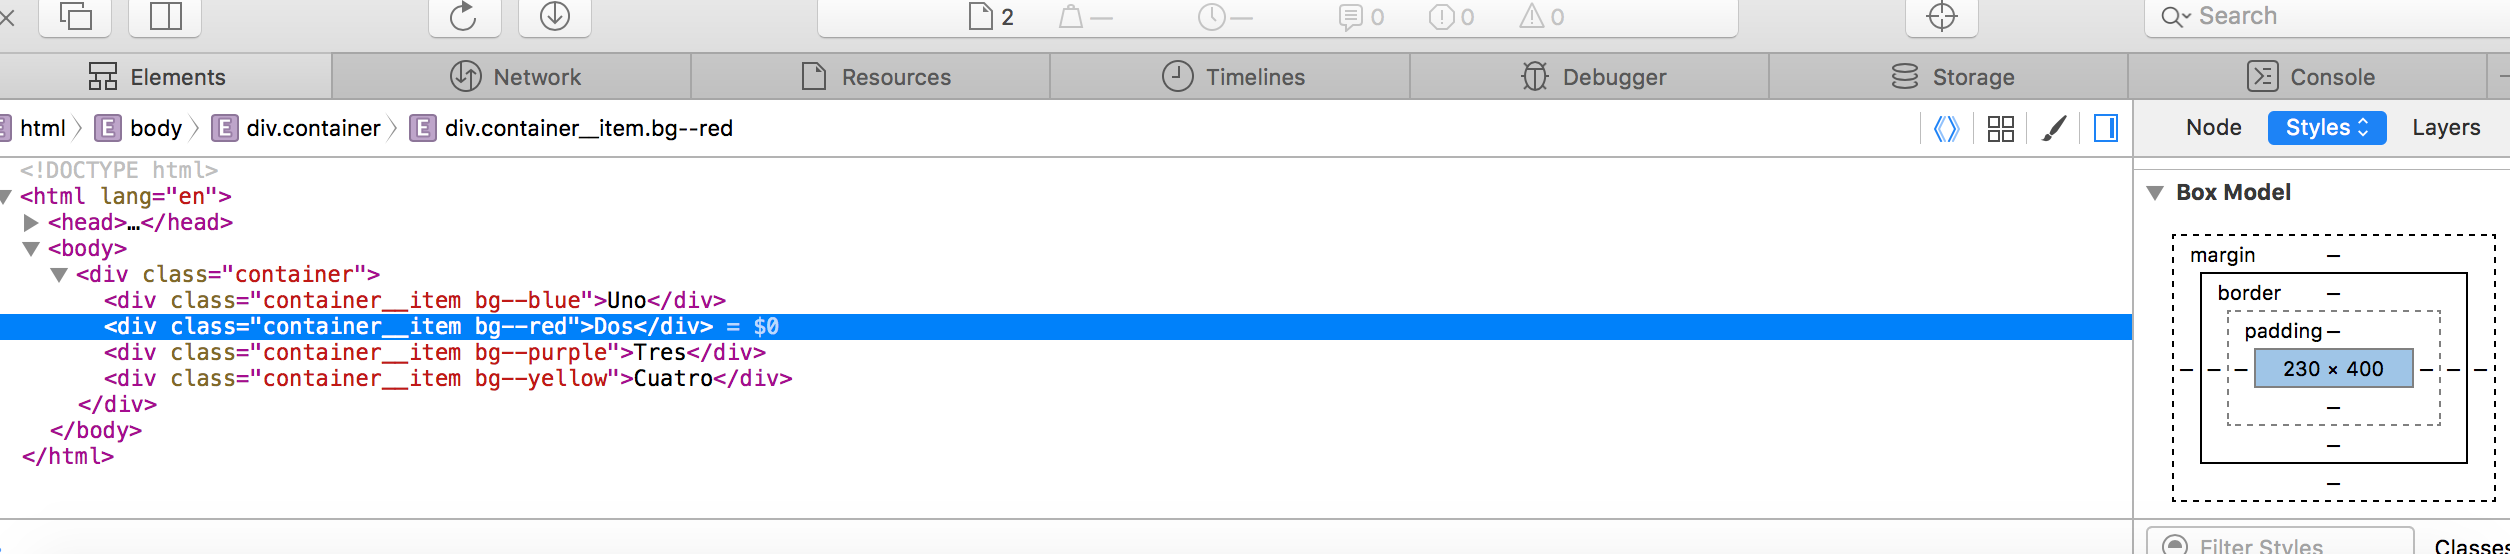 2 — — 0 0 0 Search
Elements Network Resources Timelines Debugger Storage Console
E html E body E div.container E div.container__item.bg--red Node Styles Layers
<!DOCTYPE html>
<html lang="en">
<head>…</head>
<body>
<div class="container">
<div class="container__item bg--blue">Uno</div>
<div class="container__item bg--red">Dos</div> = $0
<div class="container__item bg--purple">Tres</div>
<div class="container__item bg--yellow">Cuatro</div>
</div>
</body>
</html>
Box Model
margin –
border –
padding –
– – – 230 × 400 – – –
–
–
–
Filter Styles Classes